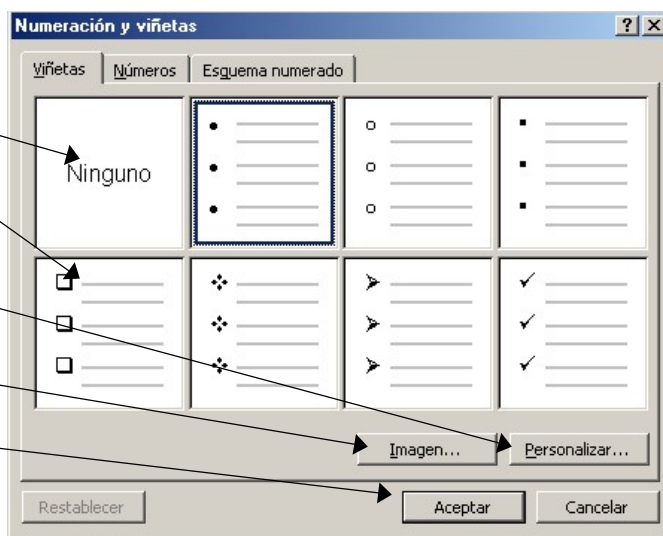 Numeración y viñetas
Viñetas Números Esquema numerado
Ninguno
Imagen... Personalizar...
Restablecer Aceptar Cancelar